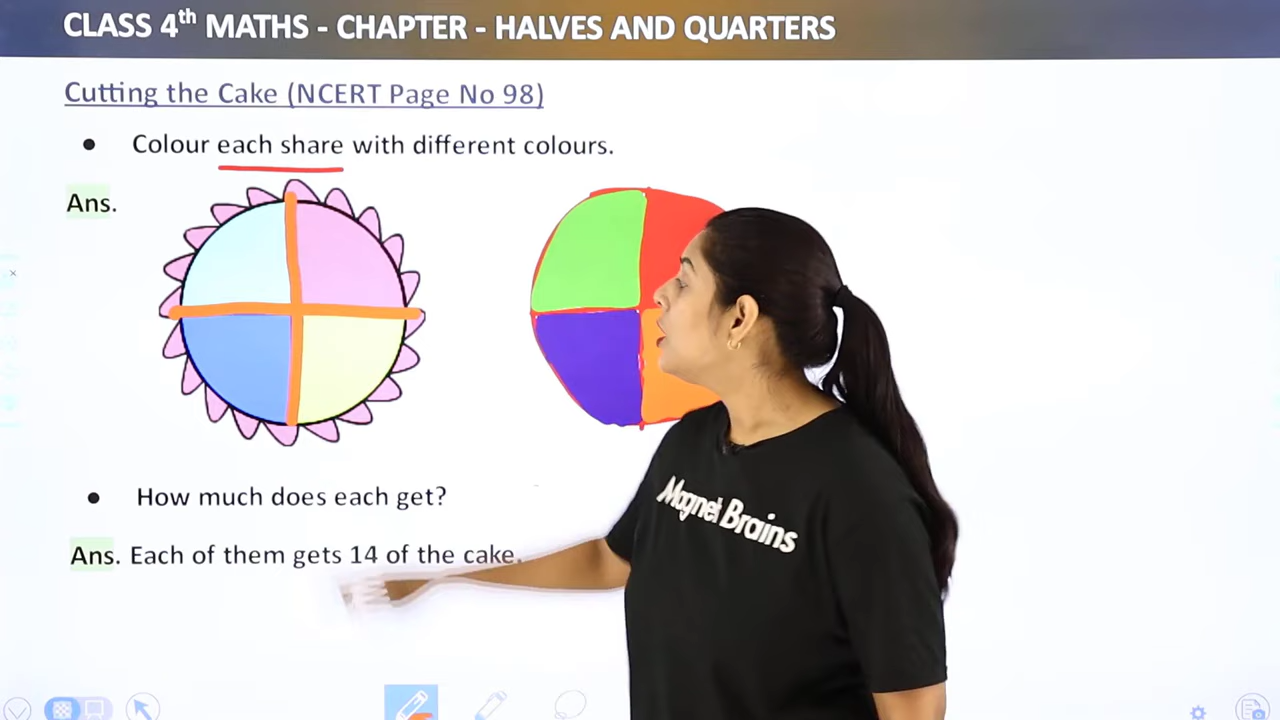 CLASS 4th MATHS - CHAPTER - HALVES AND QUARTERS
Cutting the Cake (NCERT Page No 98)
• Colour each share with different colours.
Ans.
• How much does each get?
Ans. Each of them gets 14 of the cake.
Magnet Brains